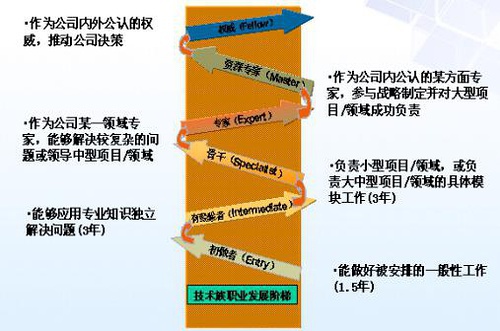 •作为公司内外公认的权
威，推动公司决策
权威 (Fellow)
资深专家 (Master)
•作为公司内公认的某方面专
家，参与战略制定并对大型项
目/领域成功负责
•作为公司某一领域专
家，能够解决较复杂的问
题或领导中型项目/领域
专家 (Expert)
骨干 (Specialist)
•负责小型项目/领域，或负
责大中型项目/领域的具体模
块工作(3年)
•能够应用专业知识独立
解决问题(3年)
有经验者 (Intermediate)
初做者 (Entry)
•能做好被安排的一般性工作
(1.5年)
技术族职业发展阶梯